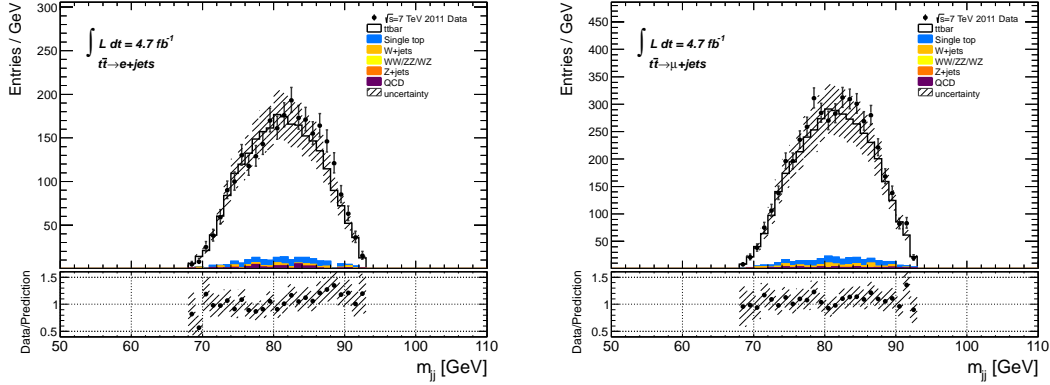 Entries / GeV
300
250
200
150
100
50
∫ L dt = 4.7 fb⁻¹
tt̄→e+jets
√s=7 TeV 2011 Data
ttbar
Single top
W+jets
WW/ZZ/WZ
Z+jets
QCD
uncertainty
Data/Prediction
1.5
1.0
0.5
50 60 70 80 90 100 110
m_jj [GeV]
Entries / GeV
450
400
350
300
250
200
150
100
50
∫ L dt = 4.7 fb⁻¹
tt̄→μ+jets
√s=7 TeV 2011 Data
ttbar
Single top
W+jets
WW/ZZ/WZ
Z+jets
QCD
uncertainty
Data/Prediction
1.5
1.0
0.5
50 60 70 80 90 100 110
m_jj [GeV]